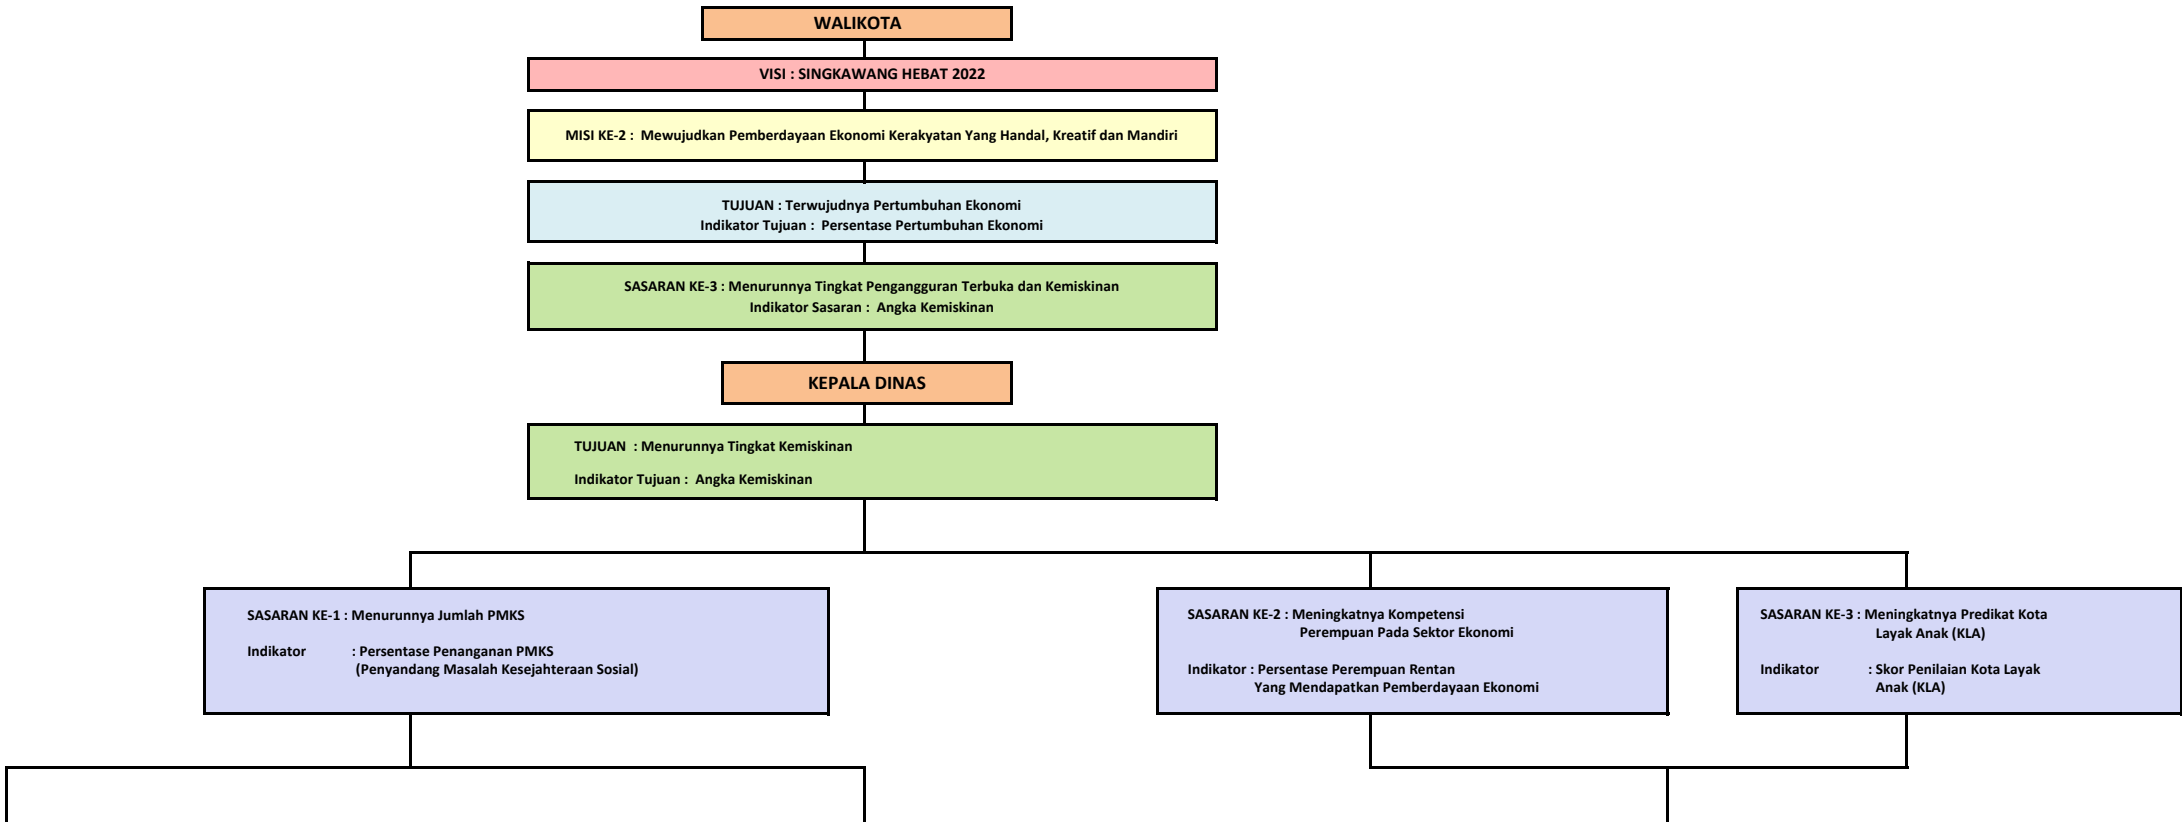 WALIKOTA
VISI : SINGKAWANG HEBAT 2022
MISI KE-2 : Mewujudkan Pemberdayaan Ekonomi Kerakyatan Yang Handal, Kreatif dan Mandiri
TUJUAN : Terwujudnya Pertumbuhan Ekonomi
Indikator Tujuan : Persentase Pertumbuhan Ekonomi
SASARAN KE-3 : Menurunnya Tingkat Pengangguran Terbuka dan Kemiskinan
Indikator Sasaran : Angka Kemiskinan
KEPALA DINAS
TUJUAN : Menurunnya Tingkat Kemiskinan
Indikator Tujuan : Angka Kemiskinan
SASARAN KE-1 : Menurunnya Jumlah PMKS
Indikator : Persentase Penanganan PMKS
(Penyandang Masalah Kesejahteraan Sosial)
SASARAN KE-2 : Meningkatnya Kompetensi
Perempuan Pada Sektor Ekonomi
Indikator : Persentase Perempuan Rentan
Yang Mendapatkan Pemberdayaan Ekonomi
SASARAN KE-3 : Meningkatnya Predikat Kota
Layak Anak (KLA)
Indikator : Skor Penilaian Kota Layak
Anak (KLA)